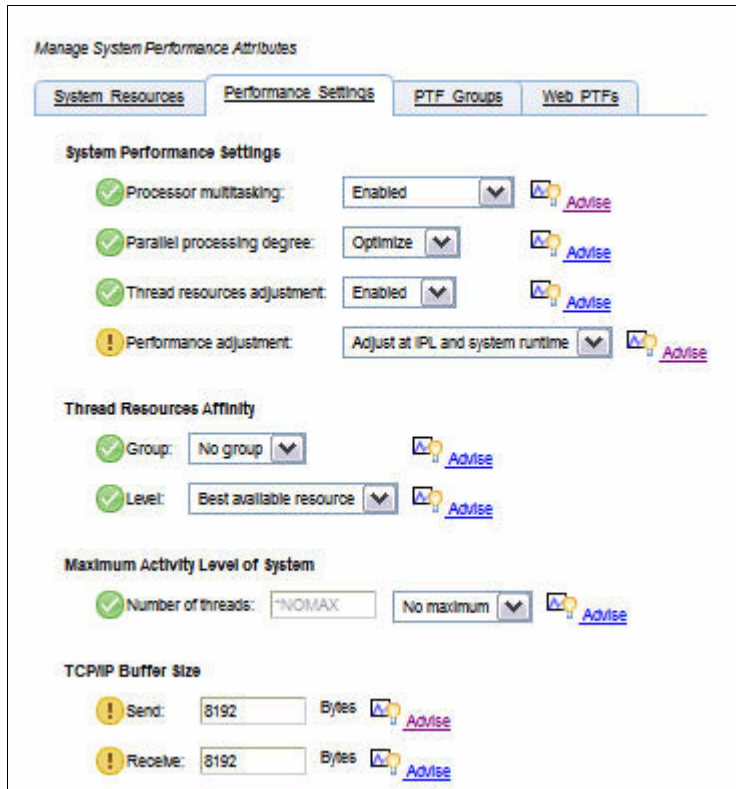 Manage System Performance Attributes
System Resources Performance Settings PTF Groups Web PTFs
System Performance Settings
Processor multitasking: Enabled Advise
Parallel processing degree: Optimize Advise
Thread resources adjustment: Enabled Advise
Performance adjustment: Adjust at IPL and system runtime Advise
Thread Resources Affinity
Group: No group Advise
Level: Best available resource Advise
Maximum Activity Level of System
Number of threads: *NOMAX No maximum Advise
TCP/IP Buffer Size
Send: 8192 Bytes Advise
Receive: 8192 Bytes Advise